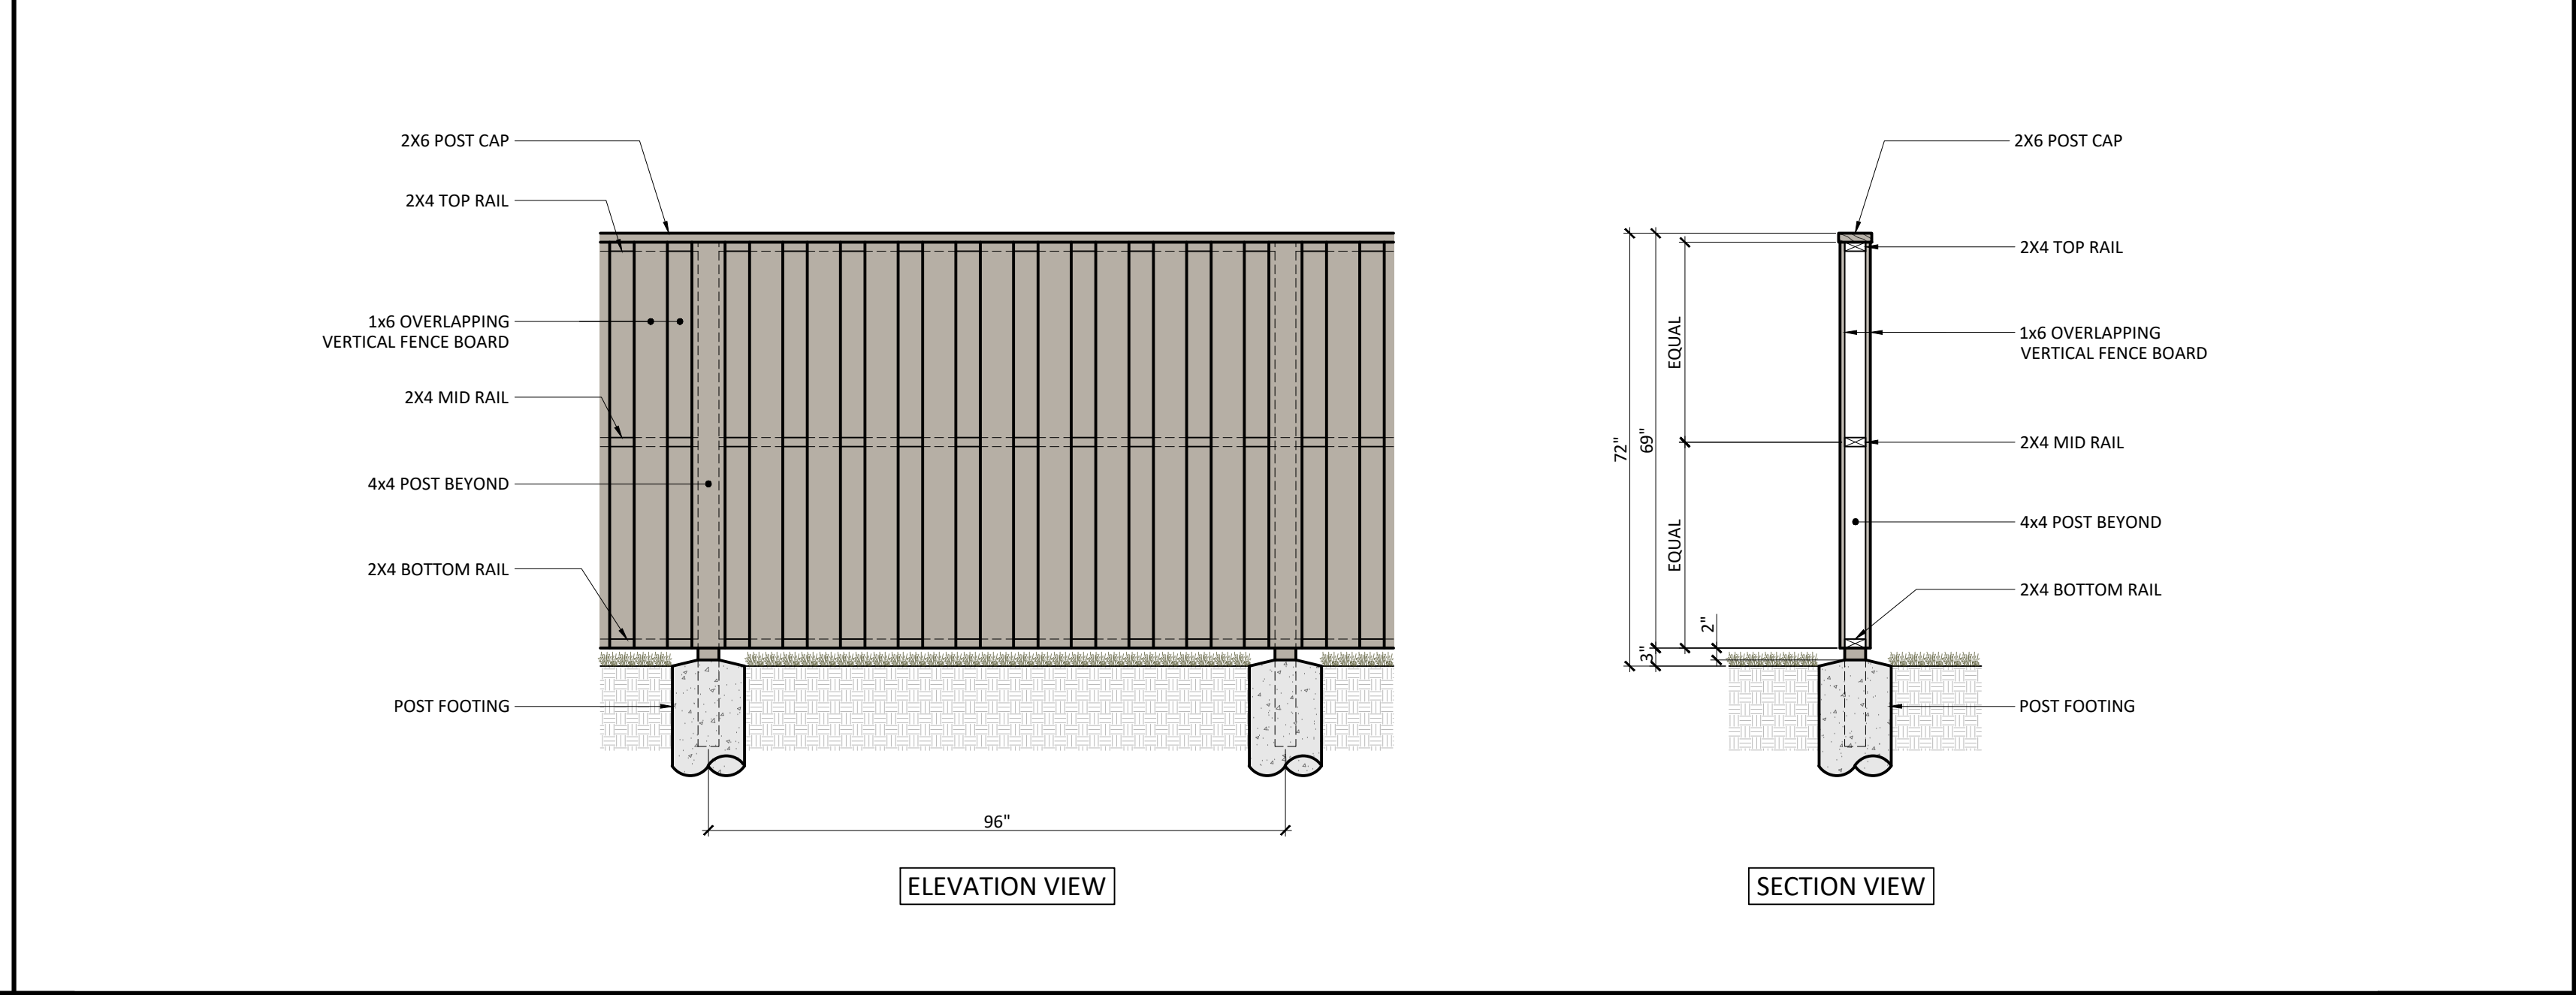 2X6 POST CAP
2X4 TOP RAIL
1x6 OVERLAPPING
VERTICAL FENCE BOARD
2X4 MID RAIL
4x4 POST BEYOND
2X4 BOTTOM RAIL
POST FOOTING
96"
ELEVATION VIEW
72"
69"
EQUAL
EQUAL
2"
3"
2X6 POST CAP
2X4 TOP RAIL
1x6 OVERLAPPING
VERTICAL FENCE BOARD
2X4 MID RAIL
4x4 POST BEYOND
2X4 BOTTOM RAIL
POST FOOTING
SECTION VIEW